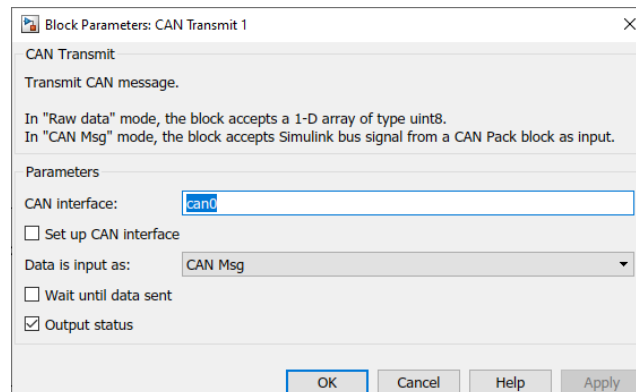 Block Parameters: CAN Transmit 1
CAN Transmit
Transmit CAN message.
In "Raw data" mode, the block accepts a 1-D array of type uint8.
In "CAN Msg" mode, the block accepts Simulink bus signal from a CAN Pack block as input.
Parameters
CAN interface: can0
Set up CAN interface
Data is input as: CAN Msg
Wait until data sent
Output status
OK Cancel Help Apply